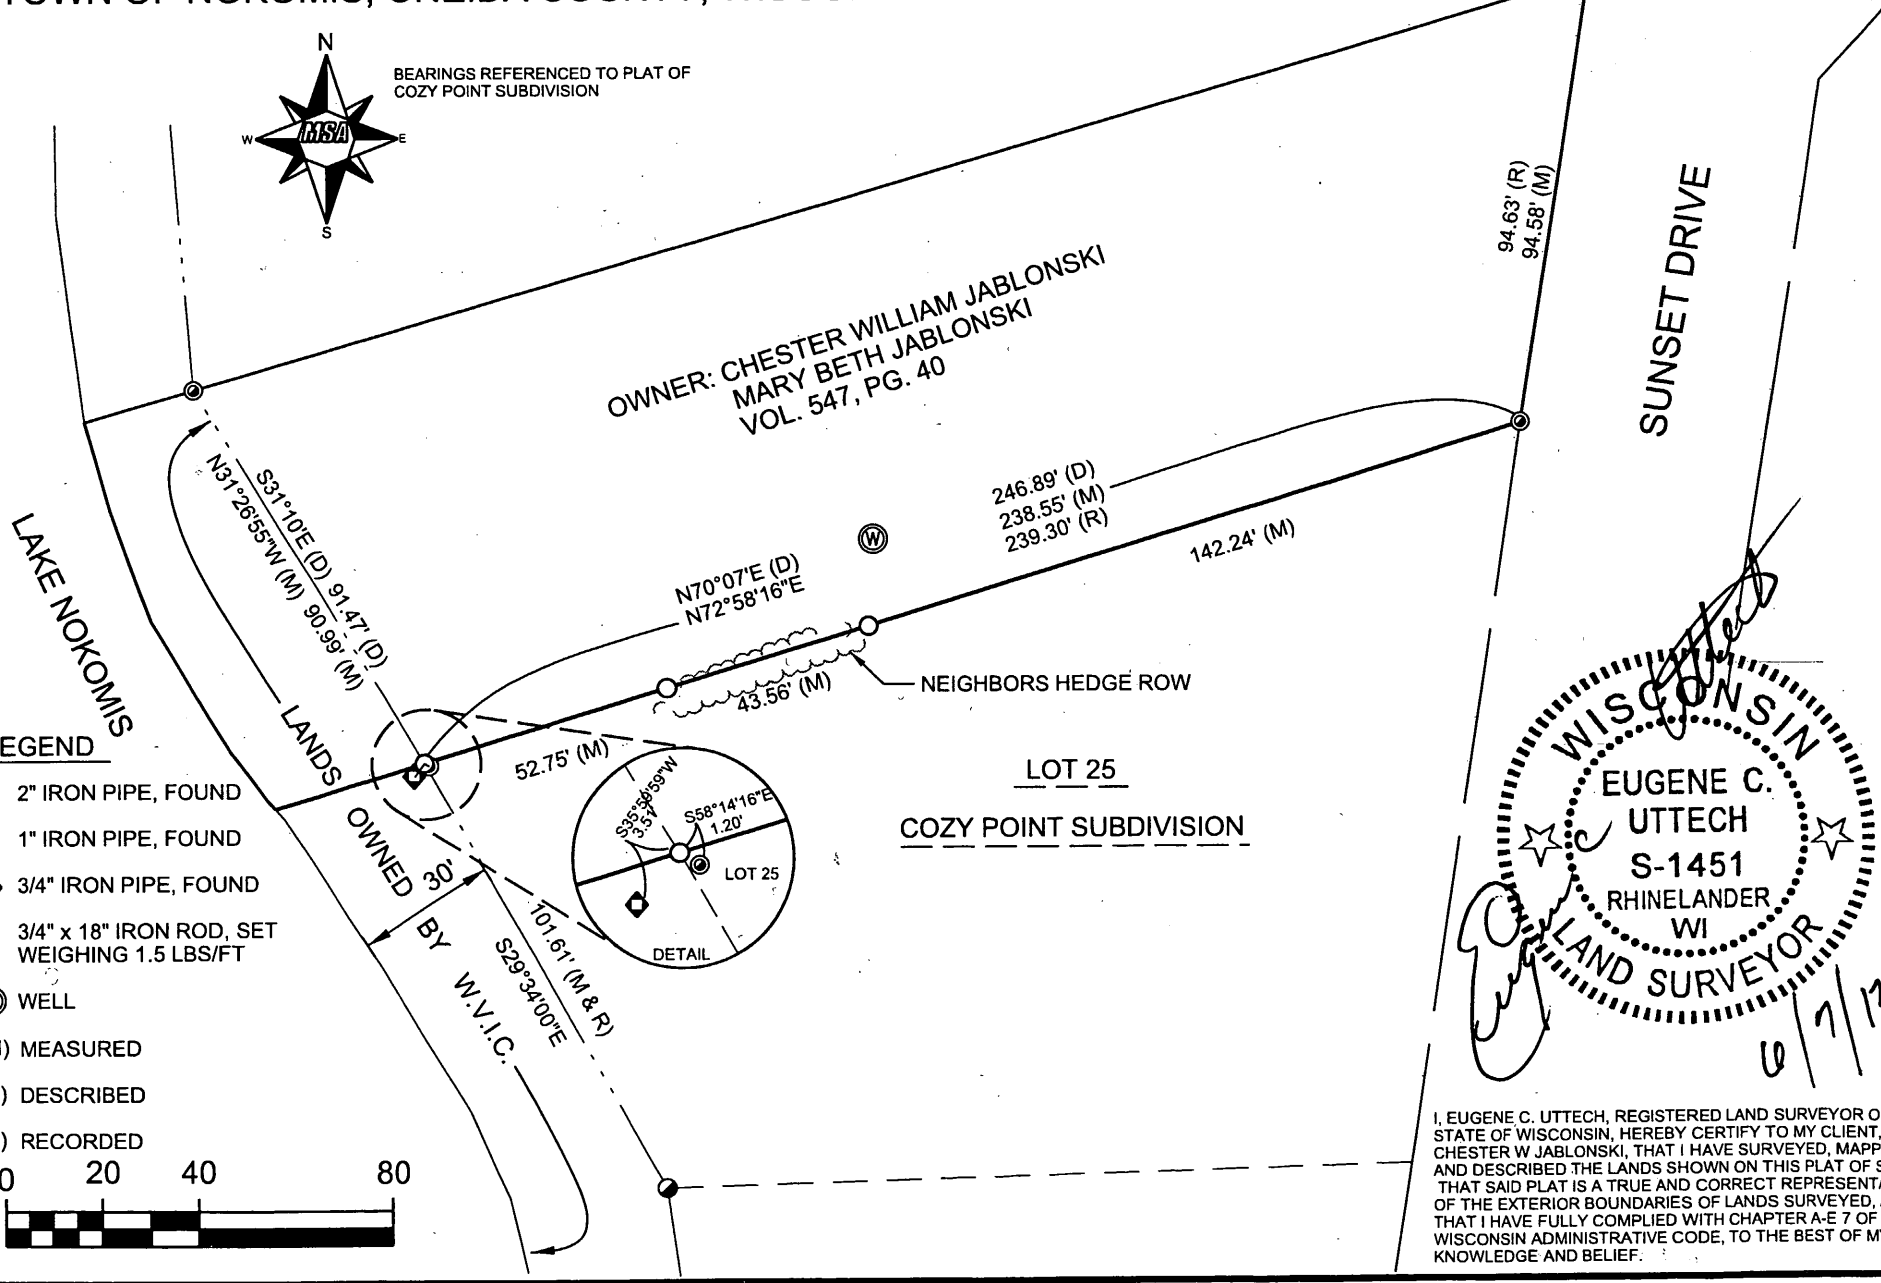 N
BEARINGS REFERENCED TO PLAT OF
COZY POINT SUBDIVISION
W
MSA
E
S
94.63' (R)
94.58' (M)
SUNSET DRIVE
OWNER: CHESTER WILLIAM JABLONSKI
MARY BETH JABLONSKI
VOL. 547, PG. 40
S31°10'E (D) 91.47' (D)
N31°26'55"W (M) 90.99' (M)
LAKE NOKOMIS
246.89' (D)
238.55' (M)
239.30' (R)
142.24' (M)
W
N70°07'E (D)
N72°58'16"E
43.56' (M)
NEIGHBORS HEDGE ROW
52.75' (M)
LANDS OWNED BY W.V.I.C.
30'
S35°59'59"W
3.51'
S58°14'16"E
1.20'
LOT 25
DETAIL
LOT 25
COZY POINT SUBDIVISION
101.61' (M & R)
S29°34'00"E
EGEND
2" IRON PIPE, FOUND
1" IRON PIPE, FOUND
3/4" IRON PIPE, FOUND
3/4" x 18" IRON ROD, SET
WEIGHING 1.5 LBS/FT
WELL
) MEASURED
) DESCRIBED
) RECORDED
0 20 40 80
WISCONSIN
EUGENE C.
UTTECH
S-1451
RHINELANDER
WI
LAND SURVEYOR
6/7/12
I, EUGENE C. UTTECH, REGISTERED LAND SURVEYOR O
STATE OF WISCONSIN, HEREBY CERTIFY TO MY CLIENT,
CHESTER W JABLONSKI, THAT I HAVE SURVEYED, MAPP
AND DESCRIBED THE LANDS SHOWN ON THIS PLAT OF S
THAT SAID PLAT IS A TRUE AND CORRECT REPRESENTA
OF THE EXTERIOR BOUNDARIES OF LANDS SURVEYED,
THAT I HAVE FULLY COMPLIED WITH CHAPTER A-E 7 OF
WISCONSIN ADMINISTRATIVE CODE, TO THE BEST OF M
KNOWLEDGE AND BELIEF.